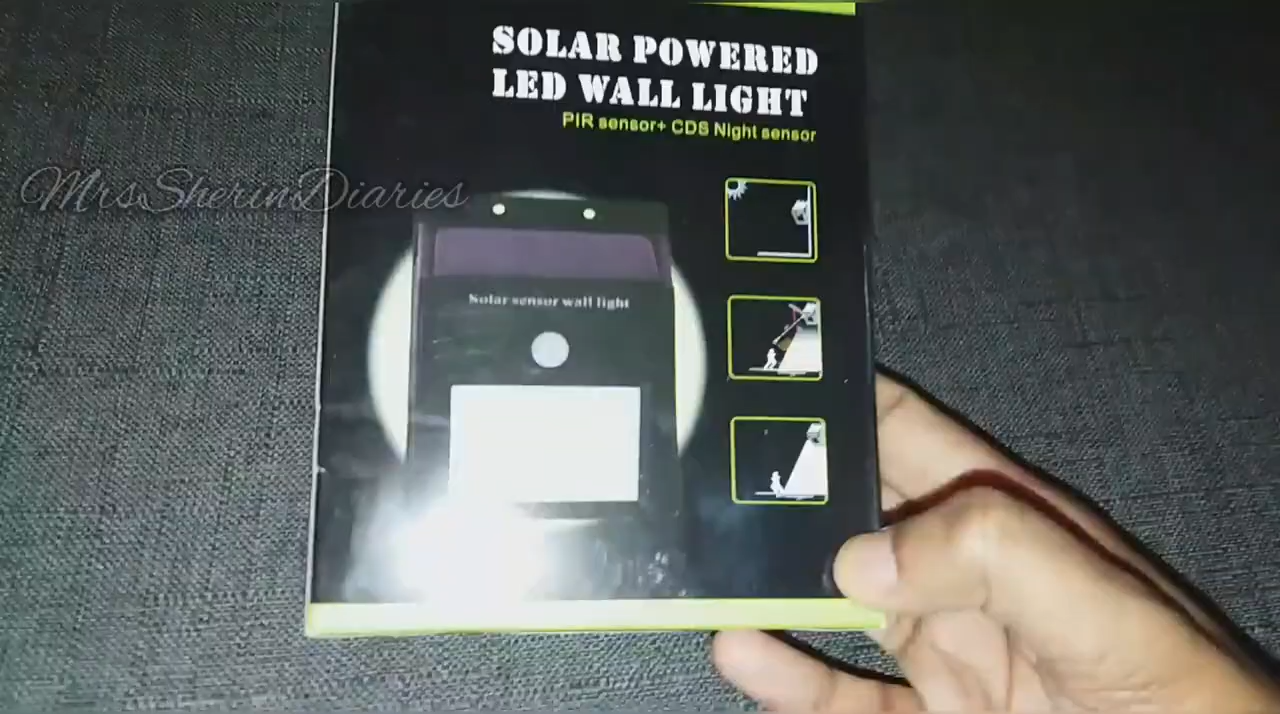 SOLAR POWERED
LED WALL LIGHT
PIR sensor+ CDS Night sensor
MrsSherinDiaries
Solar sensor wall light